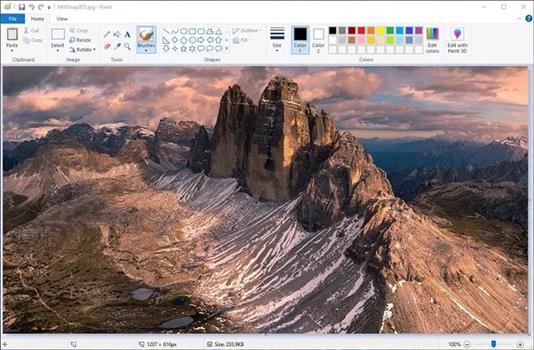 MWSnap003.jpg - Paint
File Home View
Paste
Cut
Copy
Clipboard
Select
Crop
Resize
Rotate
Image
Tools
Brushes
Shapes
Outline
Fill
Size
Color 1
Color 2
Colors
Edit colors
Edit with Paint 3D
1207 × 616px
Size: 203,9KB
100%